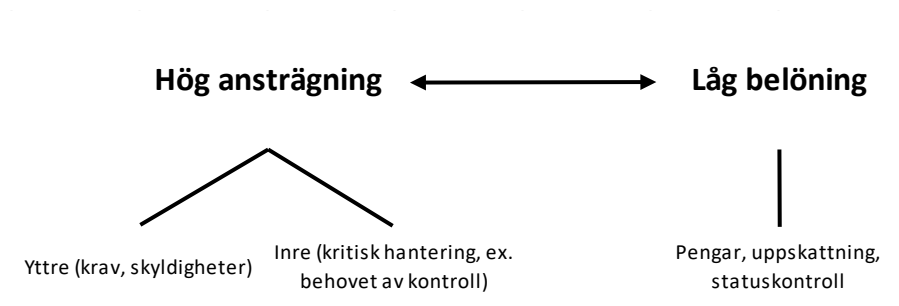 Hög ansträgning
Låg belöning
Yttre (krav, skyldigheter)
Inre (kritisk hantering, ex.
behovet av kontroll)
Pengar, uppskattning,
statuskontroll